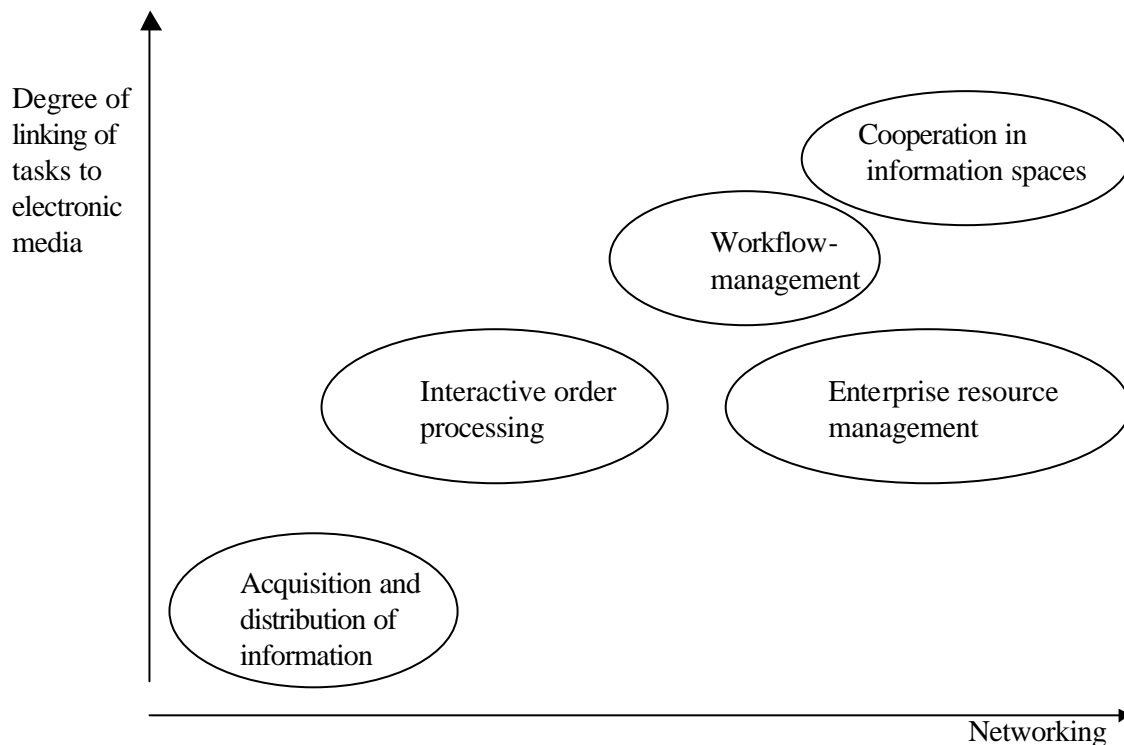 Degree of
linking of
tasks to
electronic
media
Cooperation in
information spaces
Workflow-
management
Interactive order
processing
Enterprise resource
management
Acquisition and
distribution of
information
Networking